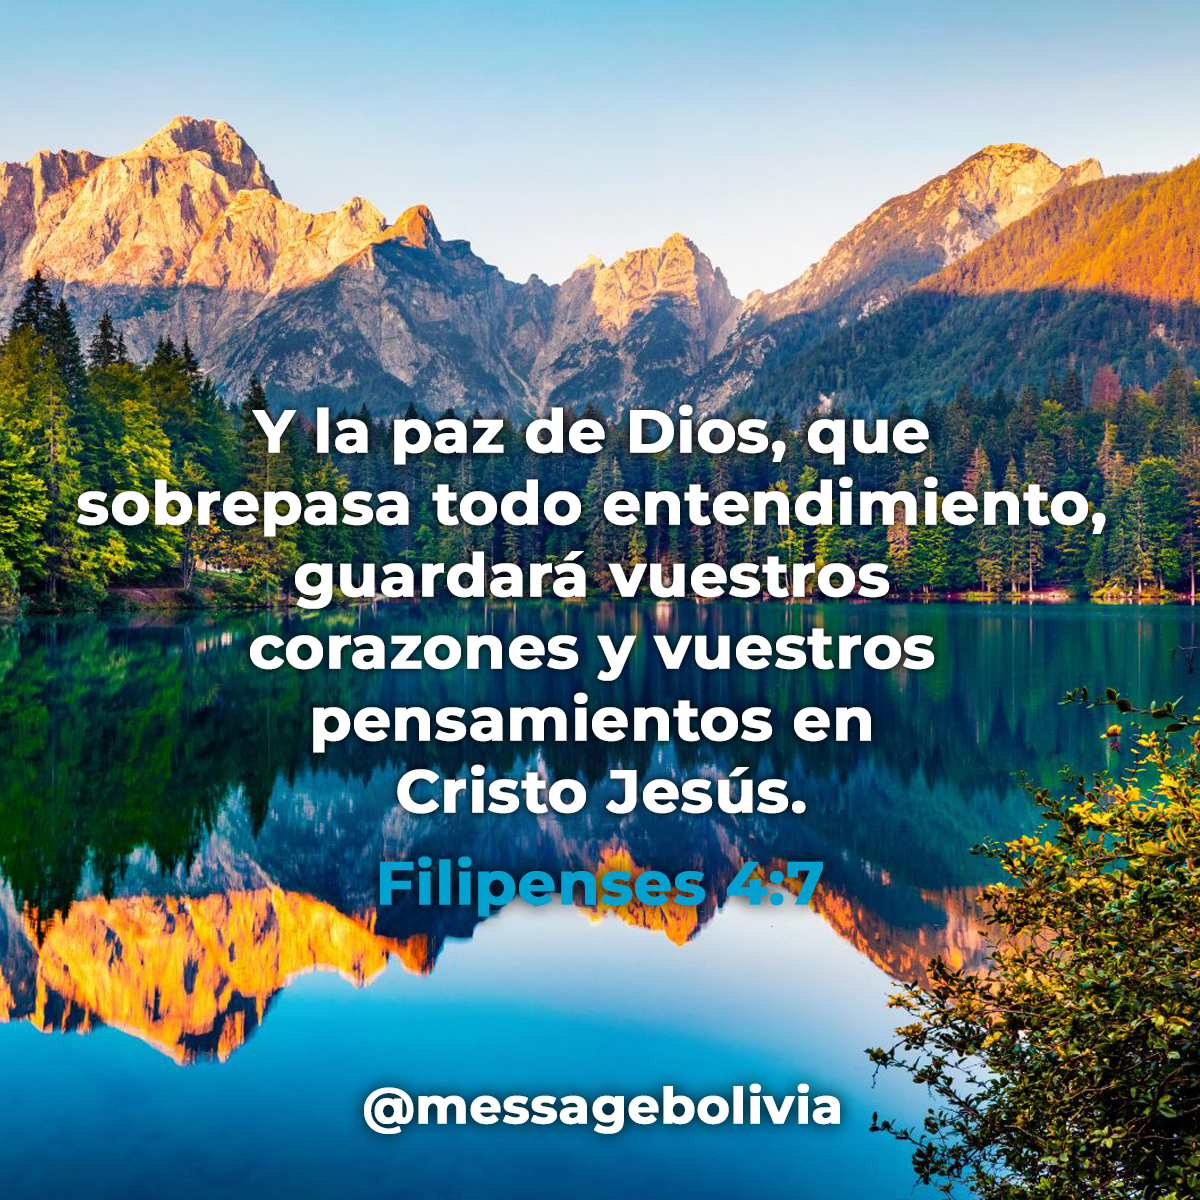 Y la paz de Dios, que
sobrepasa todo entendimiento,
guardará vuestros
corazones y vuestros
pensamientos en
Cristo Jesús.
Filipenses 4:7
@messagebolivia